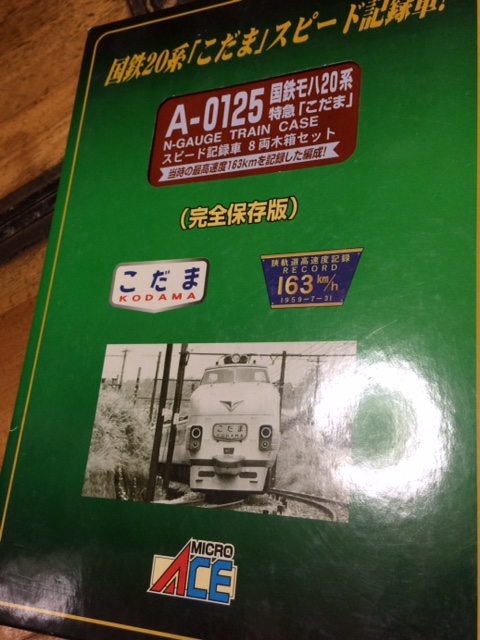 国鉄20系「こだま」スピード記録車!
A-0125 国鉄モハ20系
特急「こだま」
N-GAUGE TRAIN CASE
スピード記録車 8両木箱セット
当時の最高速度163kmを記録した編成!
(完全保存版)
こだま
KODAMA
狭軌道高速度記録
RECORD
163 km/h
1959-7-31
こだま
MICRO
ACE